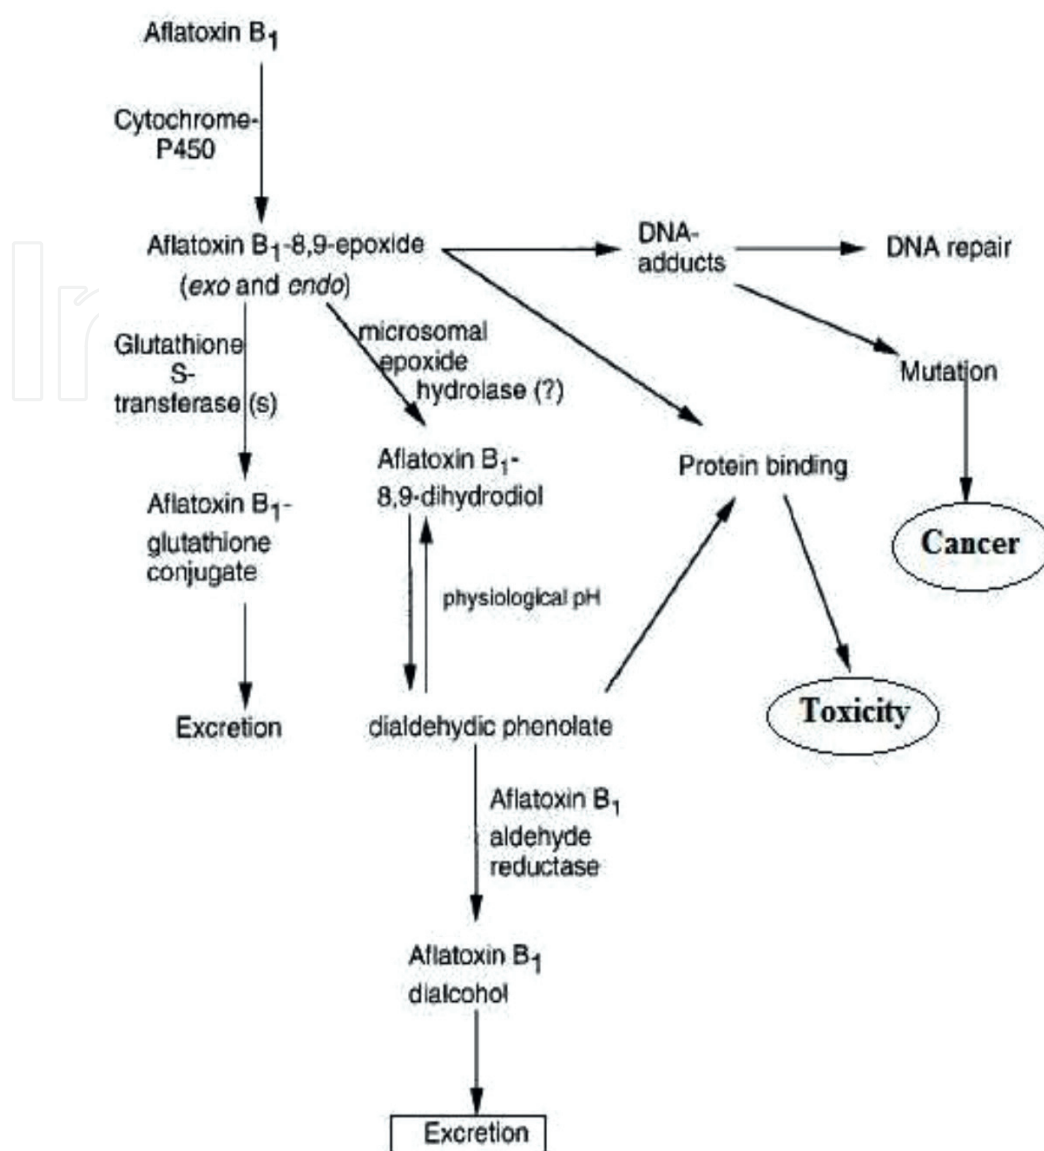 Aflatoxin B1
Cytochrome-
P450
Aflatoxin B1-8,9-epoxide
(exo and endo)
DNA-
adducts
DNA repair
Mutation
Cancer
Glutathione
S-
transferase (s)
microsomal
epoxide
hydrolase (?)
Aflatoxin B1-
glutathione
conjugate
Excretion
Aflatoxin B1-
8,9-dihydrodiol
physiological pH
dialdehydic phenolate
Protein binding
Toxicity
Aflatoxin B1
aldehyde
reductase
Aflatoxin B1
dialcohol
Excretion